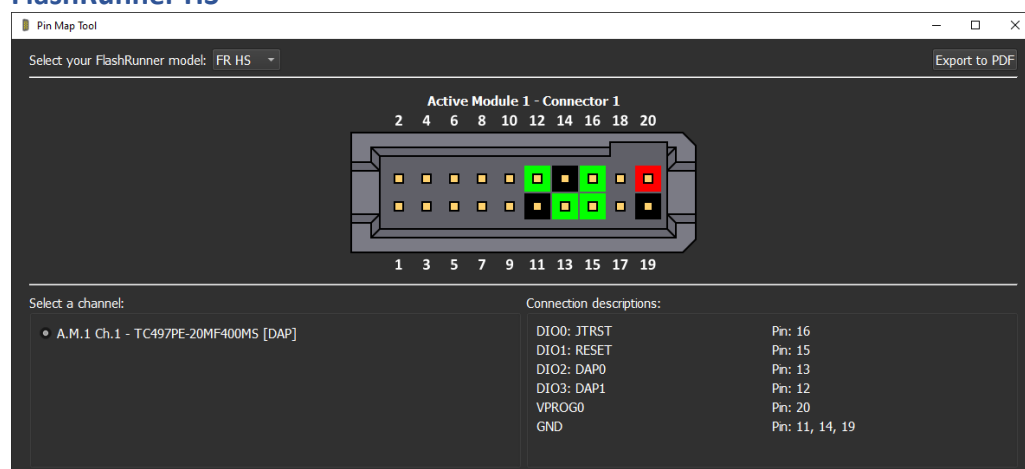 FlashRunner HS
Pin Map Tool
Select your FlashRunner model: FR HS
Export to PDF
Active Module 1 - Connector 1
2 4 6 8 10 12 14 16 18 20
1 3 5 7 9 11 13 15 17 19
Select a channel:
Connection descriptions:
A.M.1 Ch.1 - TC497PE-20MF400MS [DAP]
DIO0: JTRST Pin: 16
DIO1: RESET Pin: 15
DIO2: DAP0 Pin: 13
DIO3: DAP1 Pin: 12
VPROG0 Pin: 20
GND Pin: 11, 14, 19